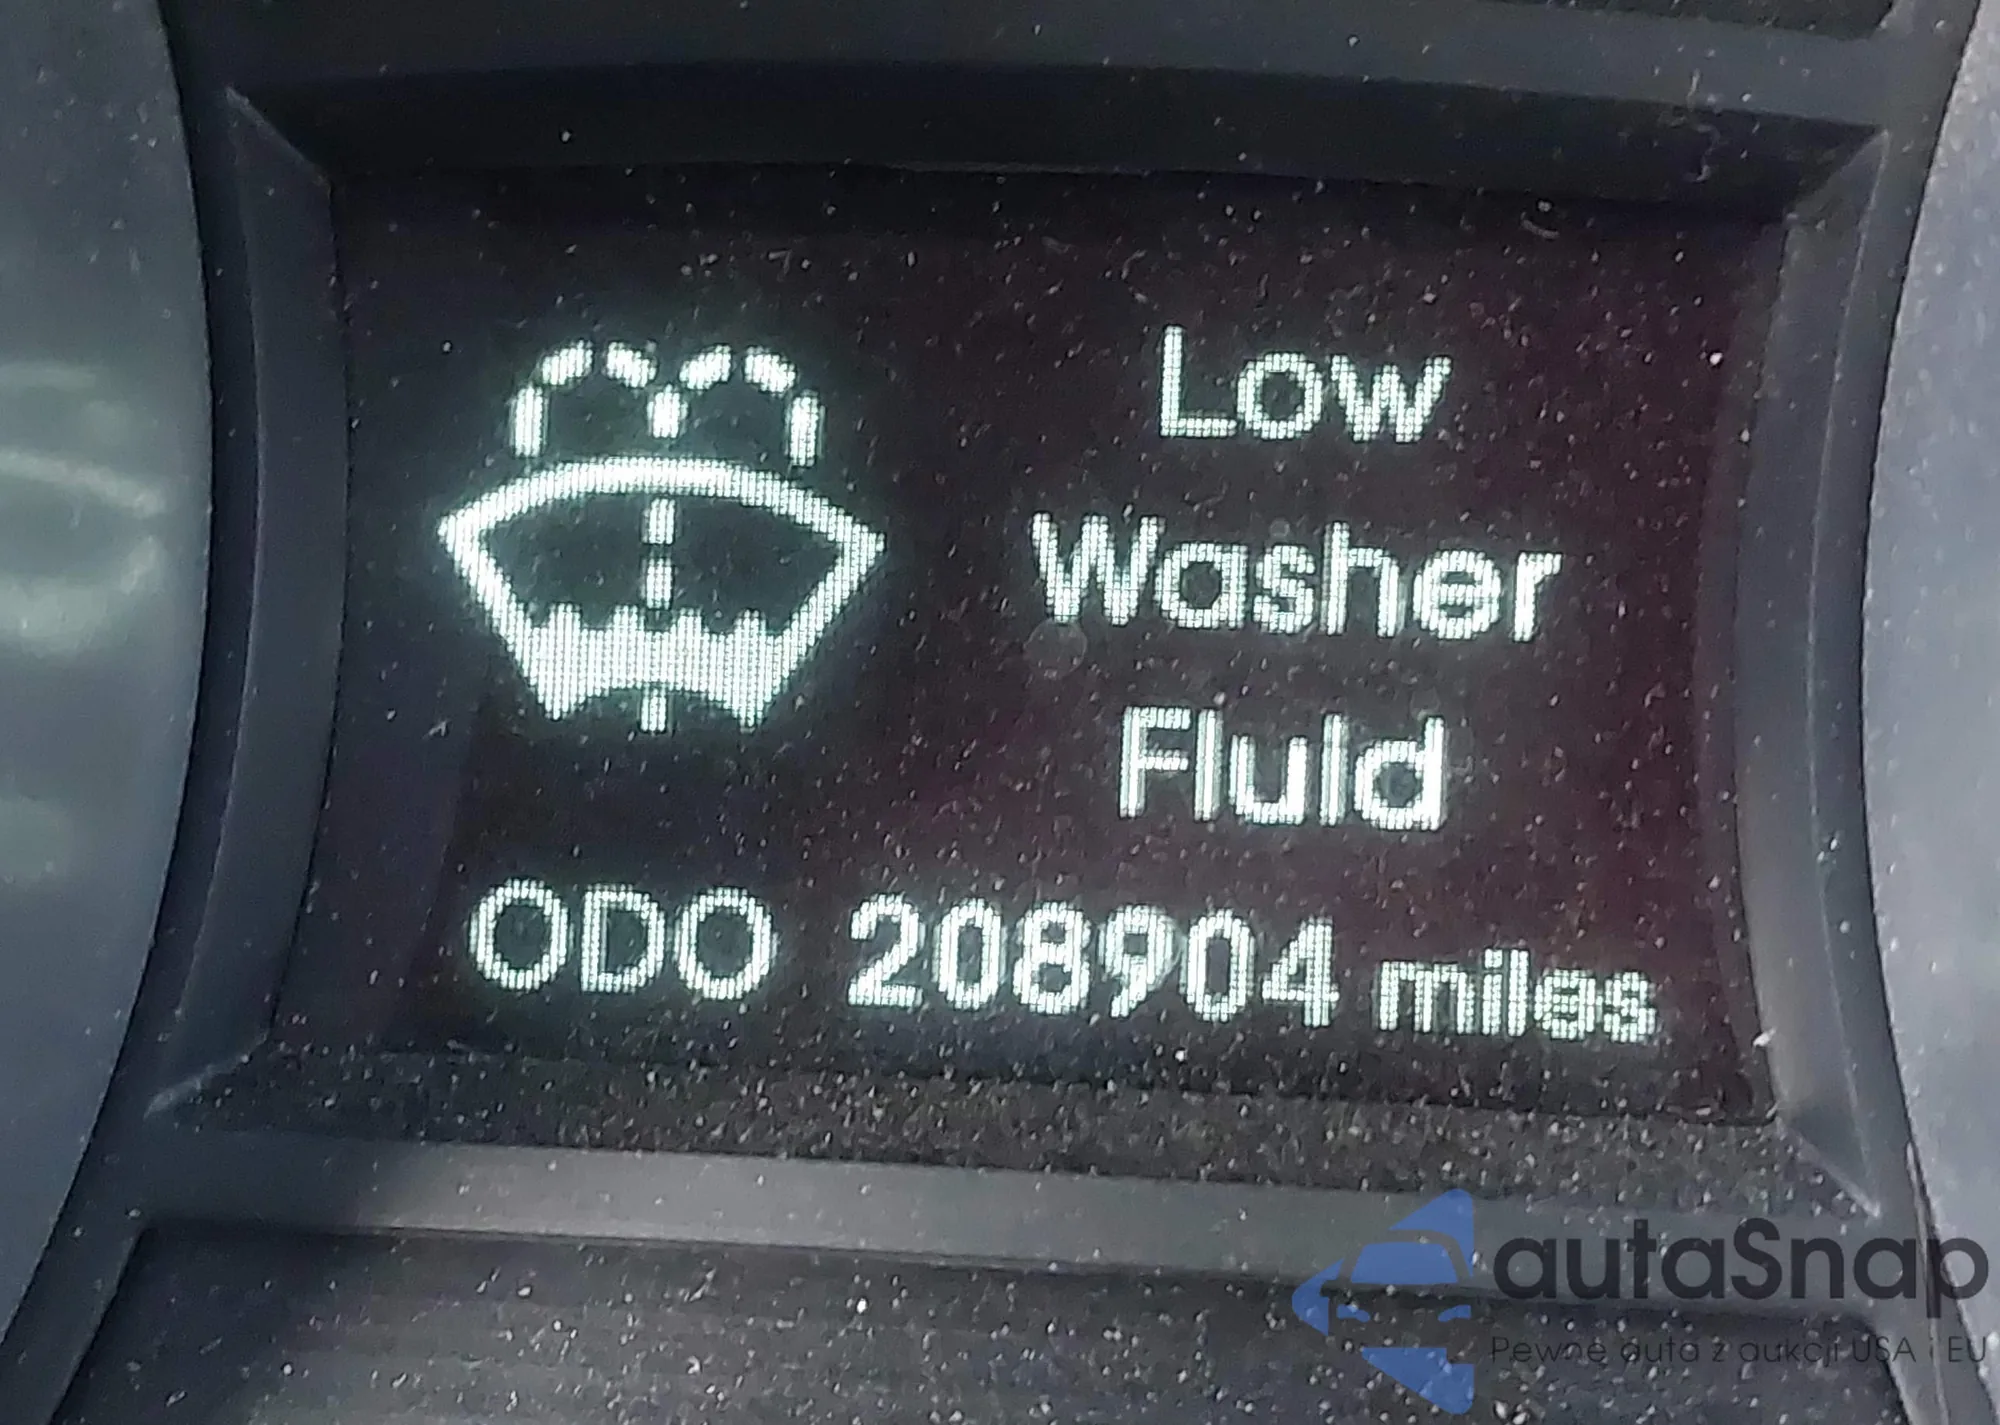 Low
Washer
Fluid
ODO 208904 miles
autaSnap
Pewne auta z aukcji USA i EU